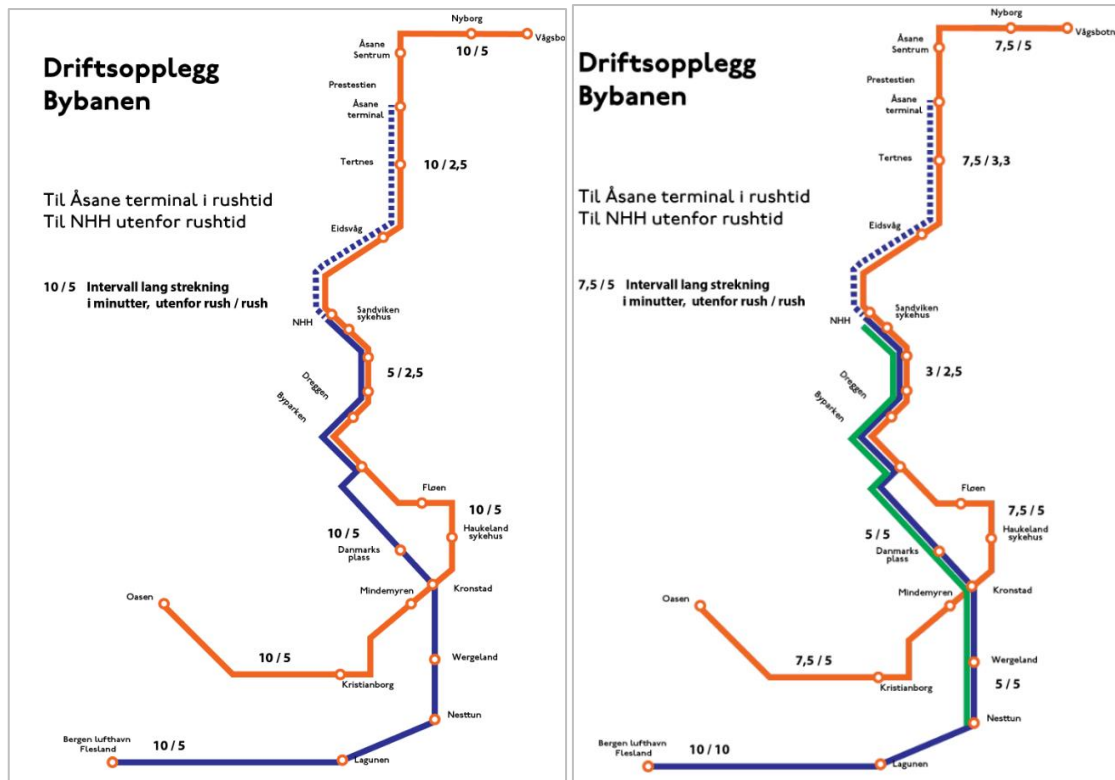 Driftsopplegg
Bybanen
Til Åsane terminal i rushtid
Til NHH utenfor rushtid
10 / 5 Intervall lang strekning
i minutter, utenfor rush / rush
Nyborg
10 / 5
Vågsbo
Åsane
Sentrum
Prestestien
Åsane
terminal
Tertnes
10 / 2,5
Eidsvåg
Sandviken
sykehus
NHH
5 / 2,5
Dreggen
Byparken
Fløen
10 / 5
Haukeland
sykehus
10 / 5
Danmarks
plass
Mindemyren
Kronstad
Oasen
10 / 5
Kristianborg
Wergeland
Nesttun
Bergen lufthavn
Flesland
10 / 5
Lagunen
Driftsopplegg
Bybanen
Til Åsane terminal i rushtid
Til NHH utenfor rushtid
7,5 / 5 Intervall lang strekning
i minutter, utenfor rush / rush
Nyborg
7,5 / 5
Vågsbotn
Åsane
Sentrum
Prestestien
Åsane
terminal
Tertnes
7,5 / 3,3
Eidsvåg
Sandviken
sykehus
NHH
3 / 2,5
Dreggen
Byparken
Fløen
7,5 / 5
Haukeland
sykehus
5 / 5
Danmarks
plass
Mindemyren
Kronstad
Oasen
7,5 / 5
Kristianborg
Wergeland
5 / 5
Nesttun
Bergen lufthavn
Flesland
10 / 10
Lagunen